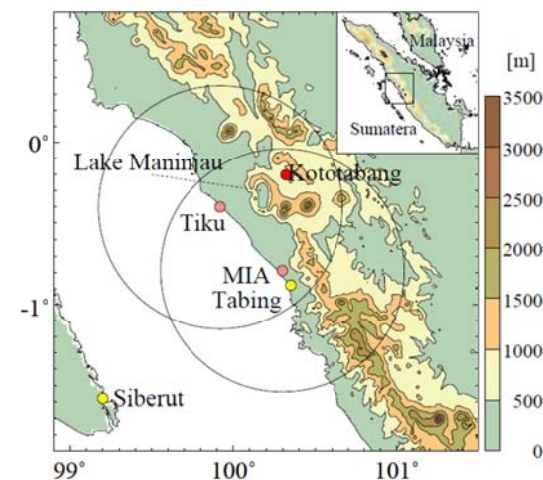 Malaysia
Sumatera
[m]
3500
3000
2500
2000
1500
1000
500
0
0°
-1°
Lake Maninjau
Kototabang
Tiku
MIA
Tabing
Siberut
99°
100°
101°